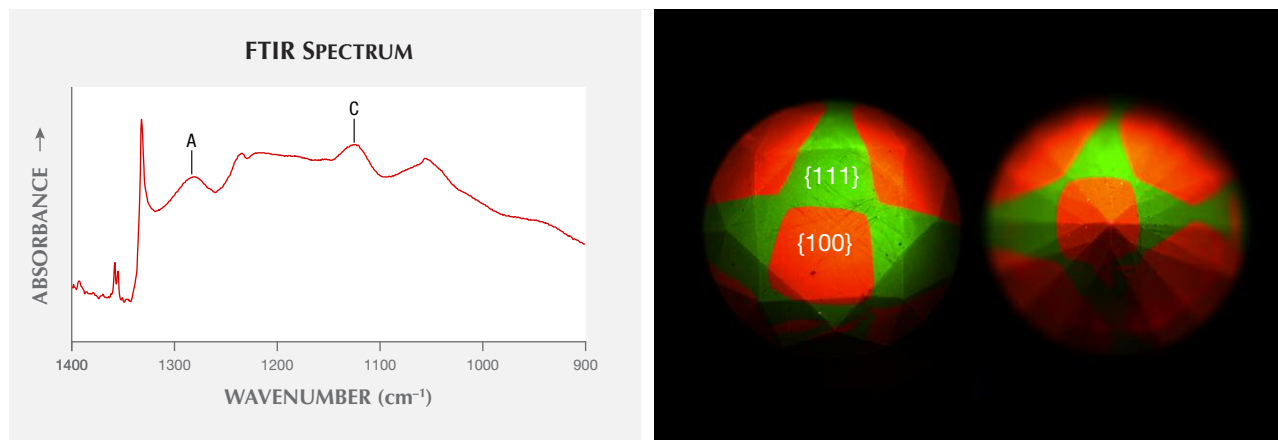 FTIR SPECTRUM
A
C
ABSORBANCE →
1400 1300 1200 1100 1000 900
WAVENUMBER (cm⁻¹)
{111}
{100}